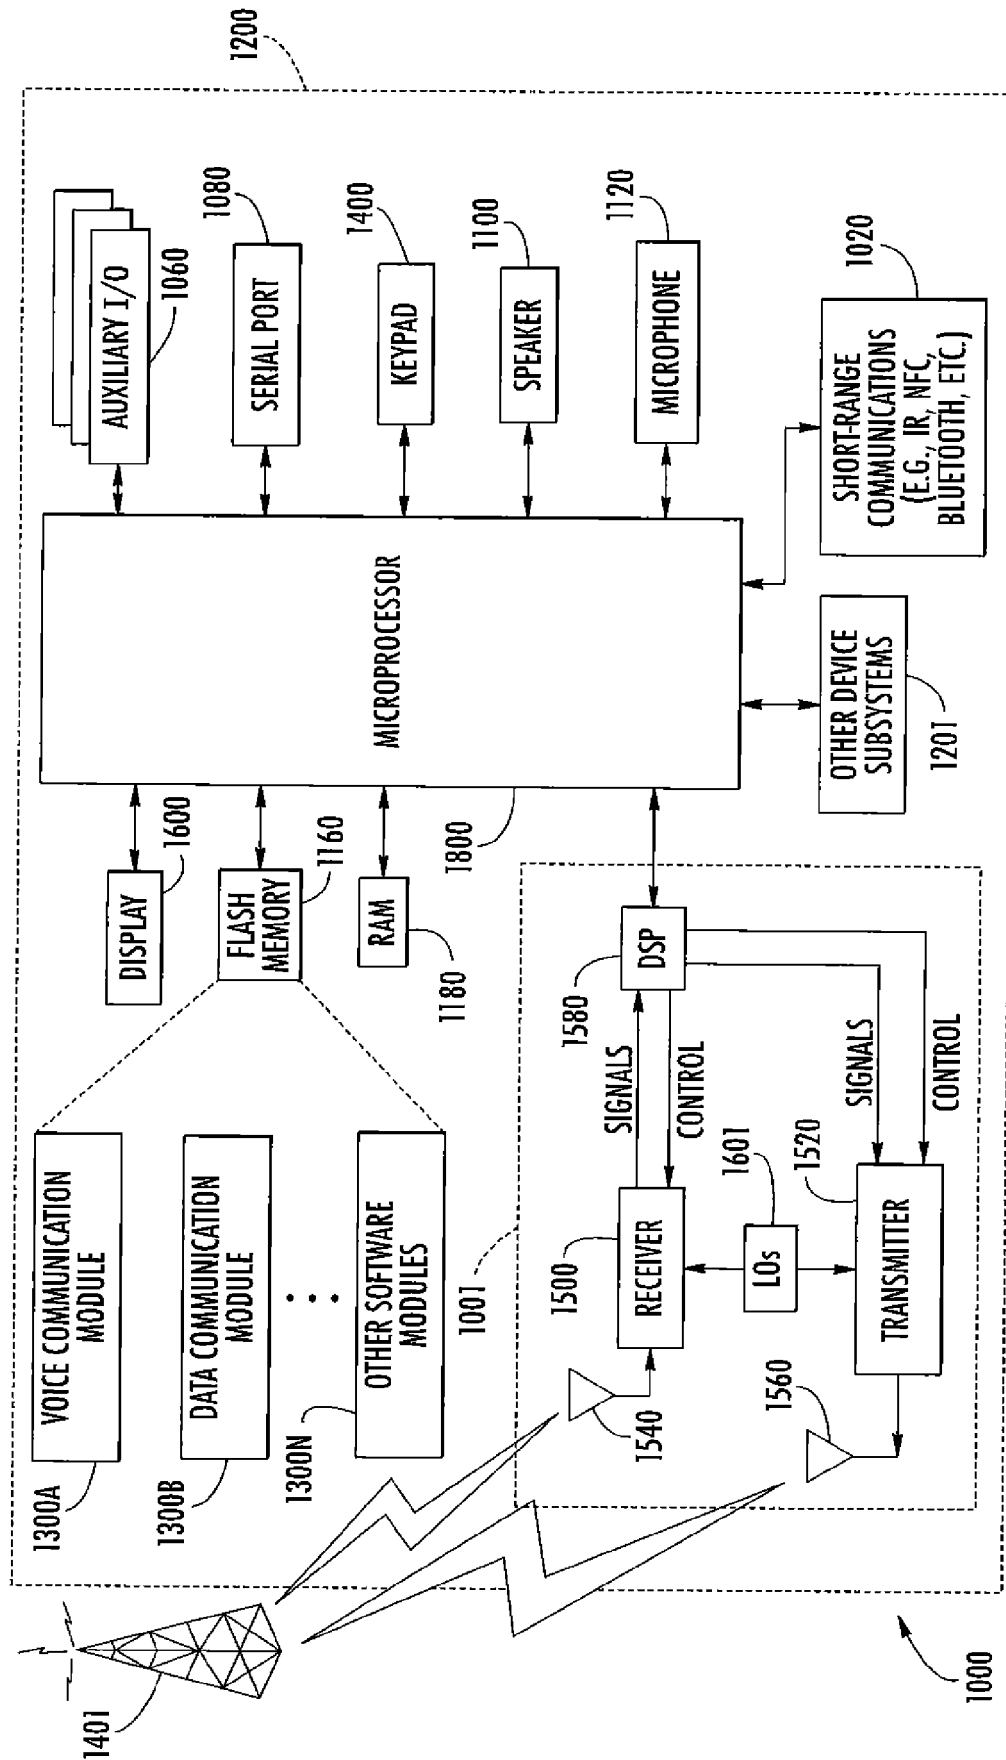 1200
AUXILIARY I/O
1060
SERIAL PORT
1080
KEYPAD
1400
SPEAKER
1100
MICROPHONE
1120
SHORT-RANGE
COMMUNICATIONS
(E.G., IR, NFC,
BLUETOOTH, ETC.)
1020
MICROPROCESSOR
1800
OTHER DEVICE
SUBSYSTEMS
1201
DISPLAY
1600
FLASH
MEMORY
1160
RAM
1180
VOICE COMMUNICATION
MODULE
1300A
DATA COMMUNICATION
MODULE
1300B
• • •
OTHER SOFTWARE
MODULES
1300N
1001
DSP
1580
SIGNALS
CONTROL
RECEIVER
1500
1540
LOs
1601
SIGNALS
CONTROL
TRANSMITTER
1520
1560
1401
1000